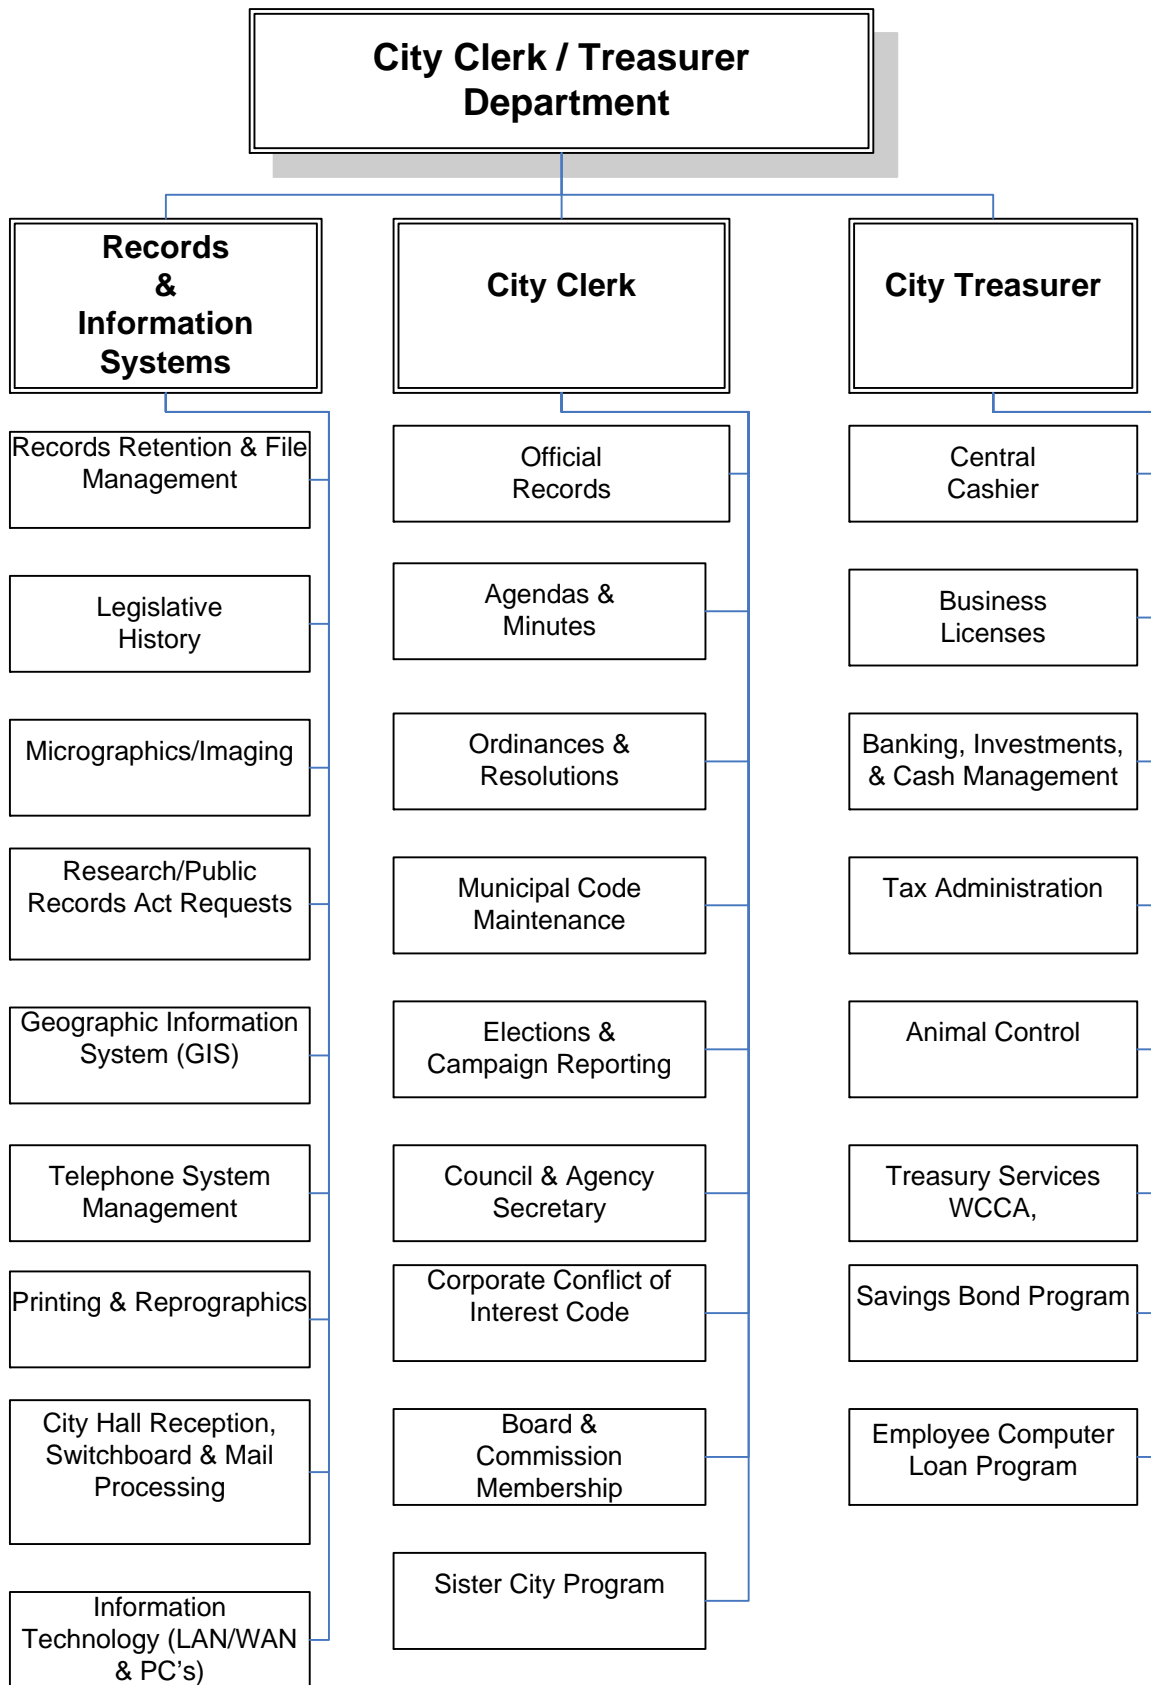 City Clerk / Treasurer
Department
Records
&
Information
Systems
City Clerk
City Treasurer
Records Retention & File
Management
Legislative
History
Micrographics/Imaging
Research/Public
Records Act Requests
Geographic Information
System (GIS)
Telephone System
Management
Printing & Reprographics
City Hall Reception,
Switchboard & Mail
Processing
Information
Technology (LAN/WAN
& PC's)
Official
Records
Agendas &
Minutes
Ordinances &
Resolutions
Municipal Code
Maintenance
Elections &
Campaign Reporting
Council & Agency
Secretary
Corporate Conflict of
Interest Code
Board &
Commission
Membership
Sister City Program
Central
Cashier
Business
Licenses
Banking, Investments,
& Cash Management
Tax Administration
Animal Control
Treasury Services
WCCA,
Savings Bond Program
Employee Computer
Loan Program